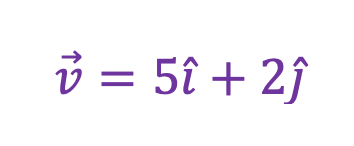 v⃗ = 5î + 2ĵ